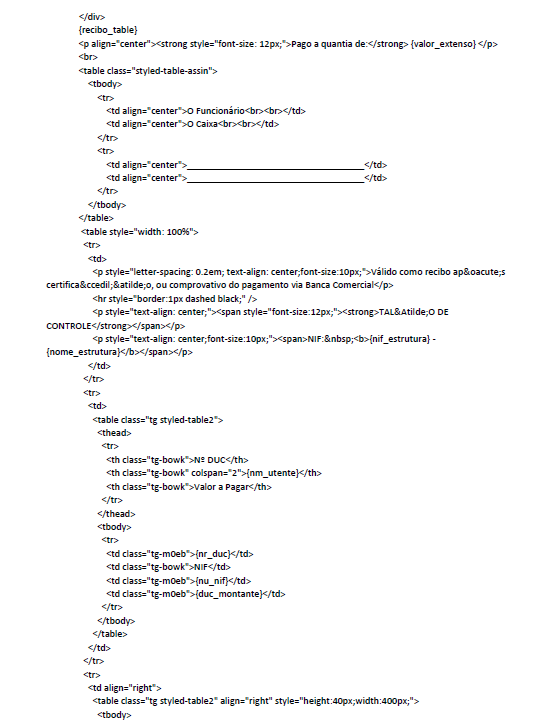 </div>
{recibo_table}
<p align="center"><strong style="font-size: 12px;">Pago a quantia de:</strong> {valor_extenso} </p>
<br>
<table class="styled-table-assin">
<tbody>
<tr>
<td align="center">O Funcionário<br><br></td>
<td align="center">O Caixa<br><br></td>
</tr>
<tr>
<td align="center">______________________________________</td>
<td align="center">______________________________________</td>
</tr>
</tbody>
</table>
<table style="width: 100%">
<tr>
<td>
<p style="letter-spacing: 0.2em; text-align: center;font-size:10px;">Válido como recibo ap&oacute;s
certifica&ccedil;&atilde;o, ou comprovativo do pagamento via Banca Comercial</p>
<hr style="border:1px dashed black;" />
<p style="text-align: center;"><span style="font-size:12px;"><strong>TAL&Atilde;O DE
CONTROLE</strong></span></p>
<p style="text-align: center;font-size:10px;"><span>NIF:&nbsp;<b>{nif_estrutura} -
{nome_estrutura}</b></span></p>
</td>
</tr>
<tr>
<td>
<table class="tg styled-table2">
<thead>
<tr>
<th class="tg-bowk">Nº DUC</th>
<th class="tg-bowk" colspan="2">{nm_utente}</th>
<th class="tg-bowk">Valor a Pagar</th>
</tr>
</thead>
<tbody>
<tr>
<td class="tg-m0eb">{nr_duc}</td>
<td class="tg-bowk">NIF</td>
<td class="tg-m0eb">{nu_nif}</td>
<td class="tg-m0eb">{duc_montante}</td>
</tr>
</tbody>
</table>
</td>
</tr>
<tr>
<td align="right">
<table class="tg styled-table2" align="right" style="height:40px;width:400px;">
<tbody>